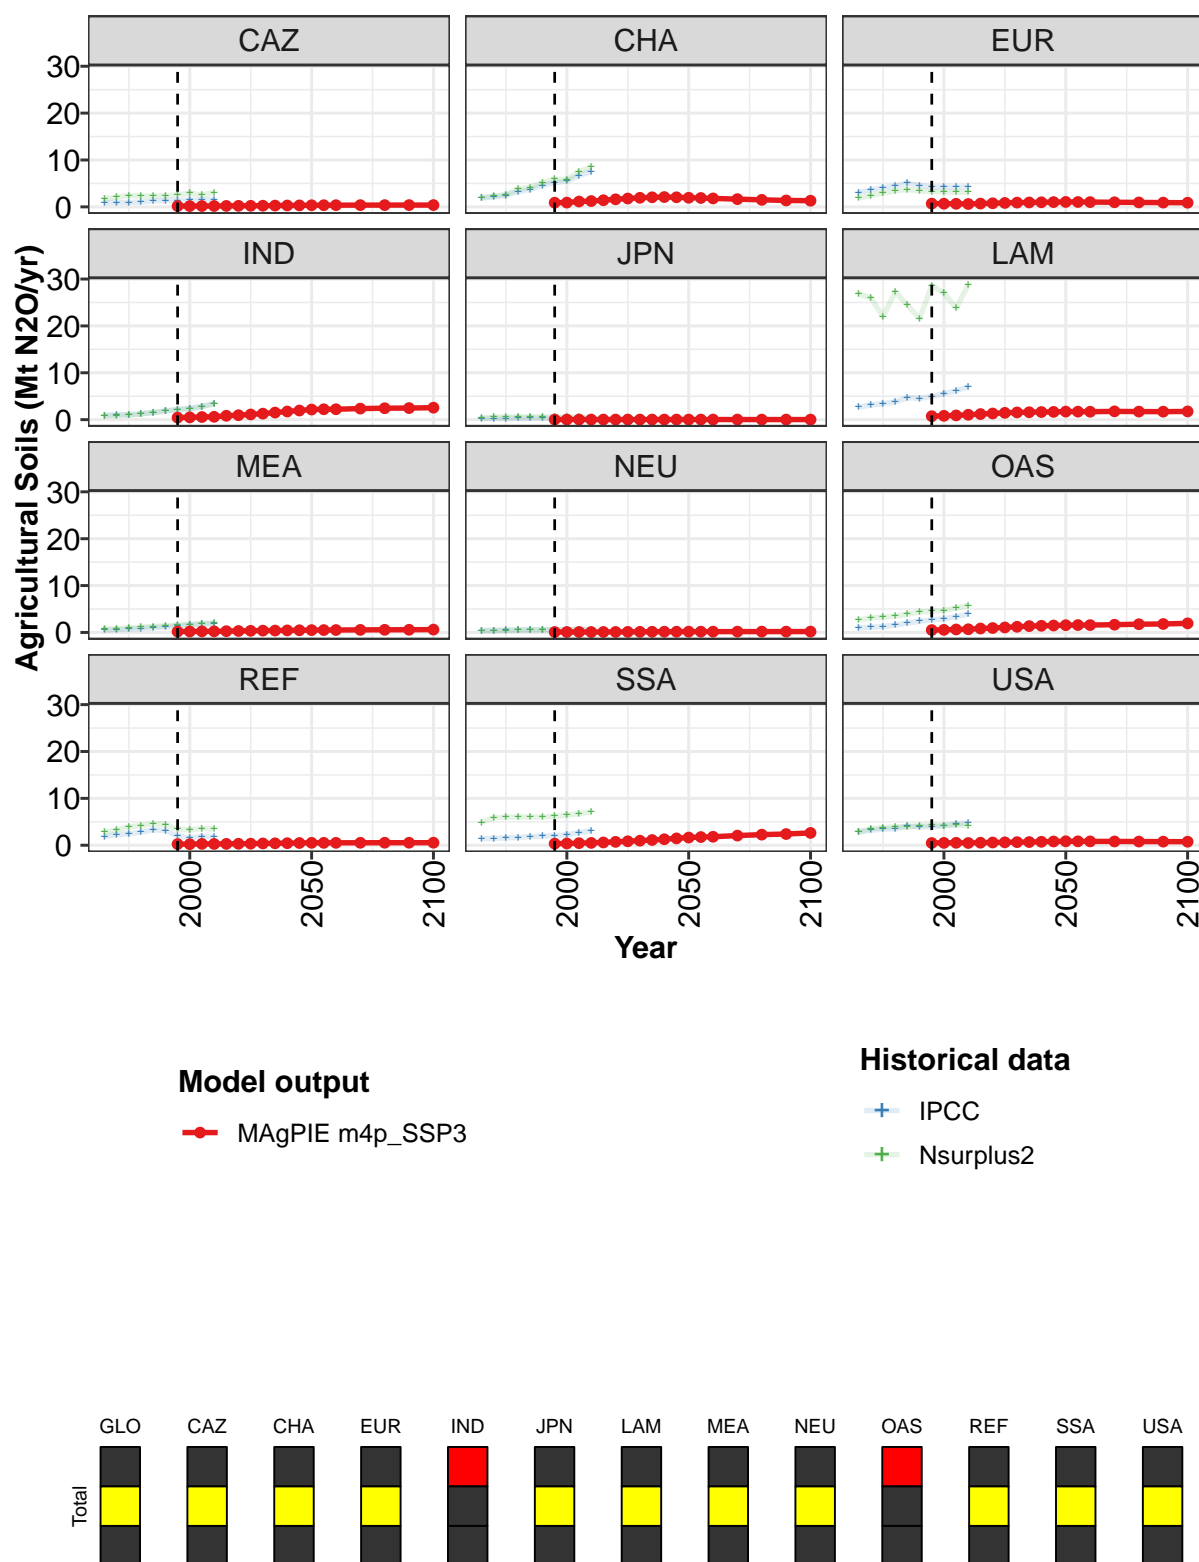 CAZ CHA EUR
30
20
10
0
IND JPN LAM
30
20
10
0
MEA NEU OAS
30
20
10
0
REF SSA USA
30
20
10
0
Agricultural Soils (Mt N2O/yr)
2000 2050 2100 2000 2050 2100 2000 2050 2100
Year
Model output
MAgPIE m4p_SSP3
Historical data
IPCC
Nsurplus2
GLO CAZ CHA EUR IND JPN LAM MEA NEU OAS REF SSA USA
Total